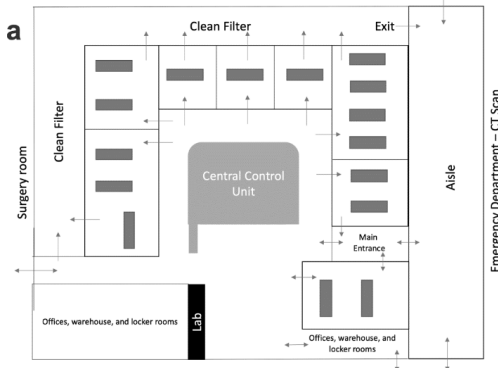 a
Clean Filter
Exit
Clean Filter
Surgery room
Central Control
Unit
Aisle
Emergency Department – CT Scan
Main
Entrance
Offices, warehouse, and locker rooms
Lab
Offices, warehouse, and
locker rooms